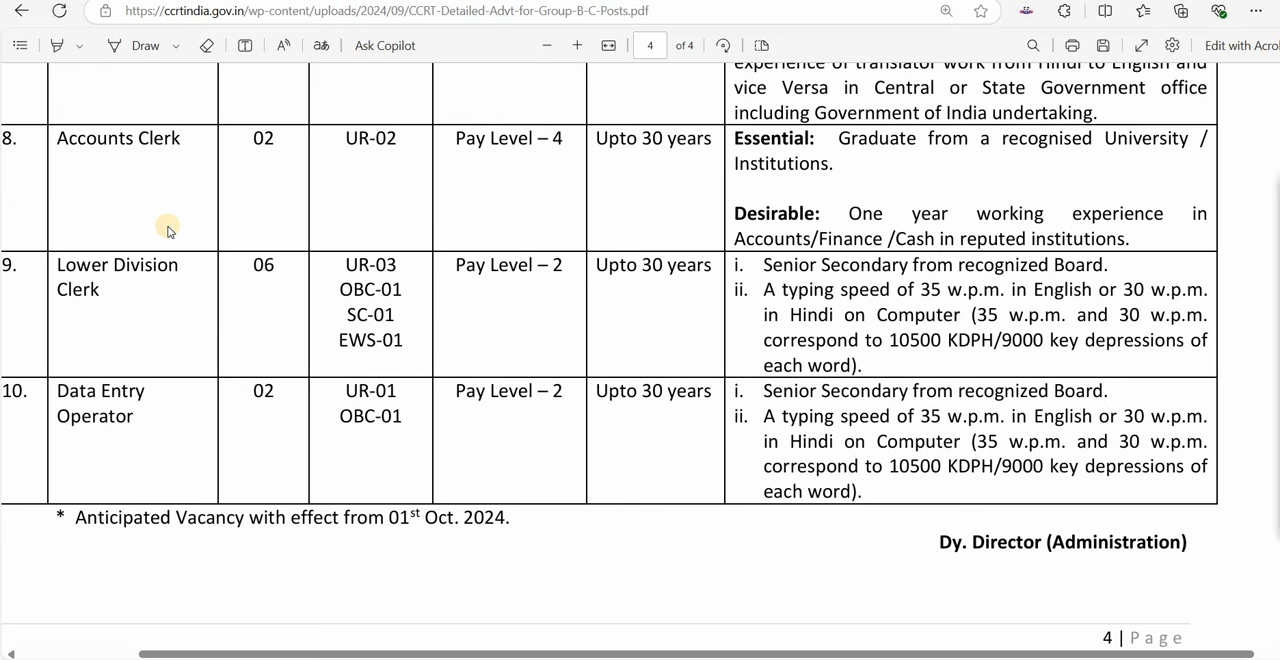 https://ccrtindia.gov.in/wp-content/uploads/2024/09/CCRT-Detailed-Advt-for-Group-B-C-Posts.pdf
Draw
Ask Copilot
4 of 4
Edit with Acro
experience of translator work from Hindi to English and
vice Versa in Central or State Government office
including Government of India undertaking.
8. Accounts Clerk 02 UR-02 Pay Level – 4 Upto 30 years Essential: Graduate from a recognised University /
Institutions.
Desirable: One year working experience in
Accounts/Finance /Cash in reputed institutions.
9. Lower Division 06 UR-03 Pay Level – 2 Upto 30 years i. Senior Secondary from recognized Board.
Clerk OBC-01 ii. A typing speed of 35 w.p.m. in English or 30 w.p.m.
SC-01 in Hindi on Computer (35 w.p.m. and 30 w.p.m.
EWS-01 correspond to 10500 KDPH/9000 key depressions of
each word).
10. Data Entry 02 UR-01 Pay Level – 2 Upto 30 years i. Senior Secondary from recognized Board.
Operator OBC-01 ii. A typing speed of 35 w.p.m. in English or 30 w.p.m.
in Hindi on Computer (35 w.p.m. and 30 w.p.m.
correspond to 10500 KDPH/9000 key depressions of
each word).
* Anticipated Vacancy with effect from 01st Oct. 2024.
Dy. Director (Administration)
4 | Page